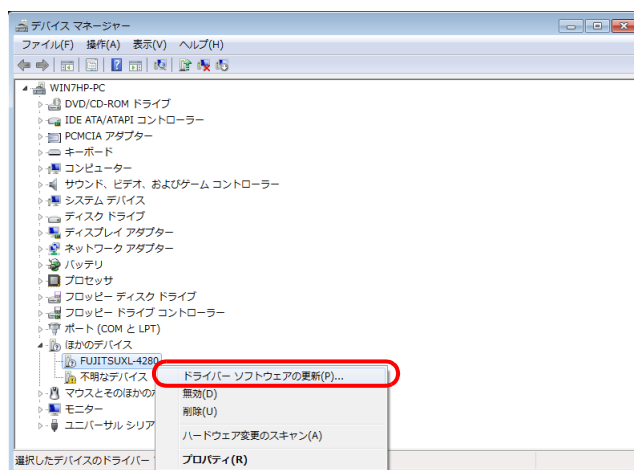 デバイス マネージャー
ファイル(F) 操作(A) 表示(V) ヘルプ(H)
WIN7HP-PC
DVD/CD-ROM ドライブ
IDE ATA/ATAPI コントローラー
PCMCIA アダプター
キーボード
コンピューター
サウンド、ビデオ、およびゲーム コントローラー
システム デバイス
ディスク ドライブ
ディスプレイ アダプター
ネットワーク アダプター
バッテリ
プロセッサ
フロッピー ディスク ドライブ
フロッピー ドライブ コントローラー
ポート (COM と LPT)
ほかのデバイス
FUJITSUXL-4280
不明なデバイス
マウスとそのほかの
モニター
ユニバーサル シリア
ドライバー ソフトウェアの更新(P)...
無効(D)
削除(U)
ハードウェア変更のスキャン(A)
プロパティ(R)
選択したデバイスのドライバー